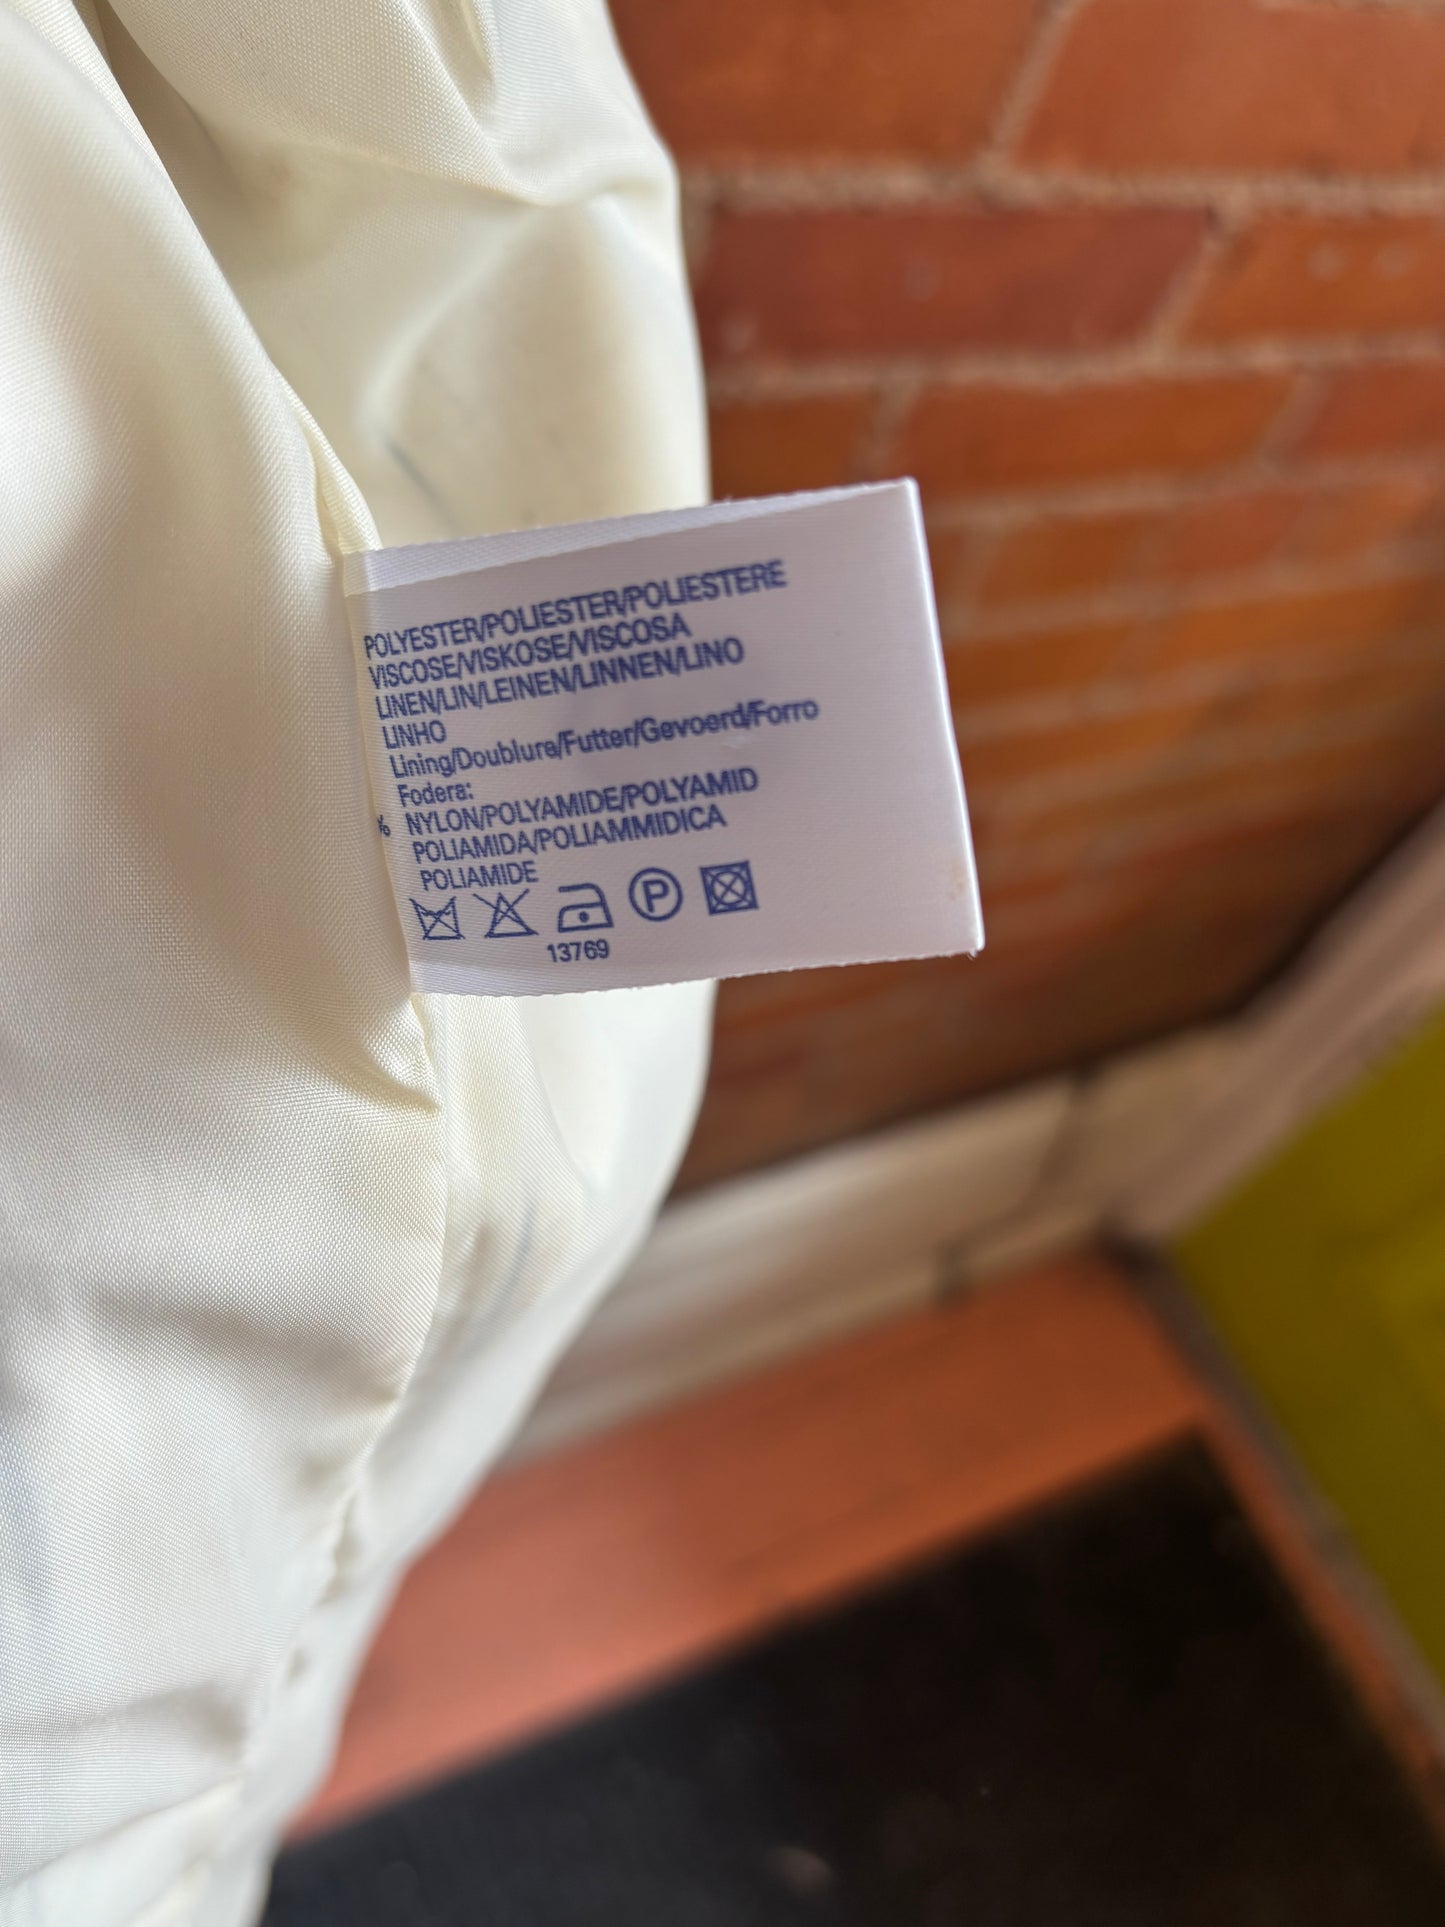 POLYESTER/POLIESTER/POLIESTERE
VISCOSE/VISKOSE/VISCOSA
LINEN/LIN/LEINEN/LINNEN/LINO
LINHO
Lining/Doublure/Futter/Gevoerd/Forro
Fodera:
% NYLON/POLYAMIDE/POLYAMID
POLIAMIDA/POLIAMMIDICA
POLIAMIDE
P
13769